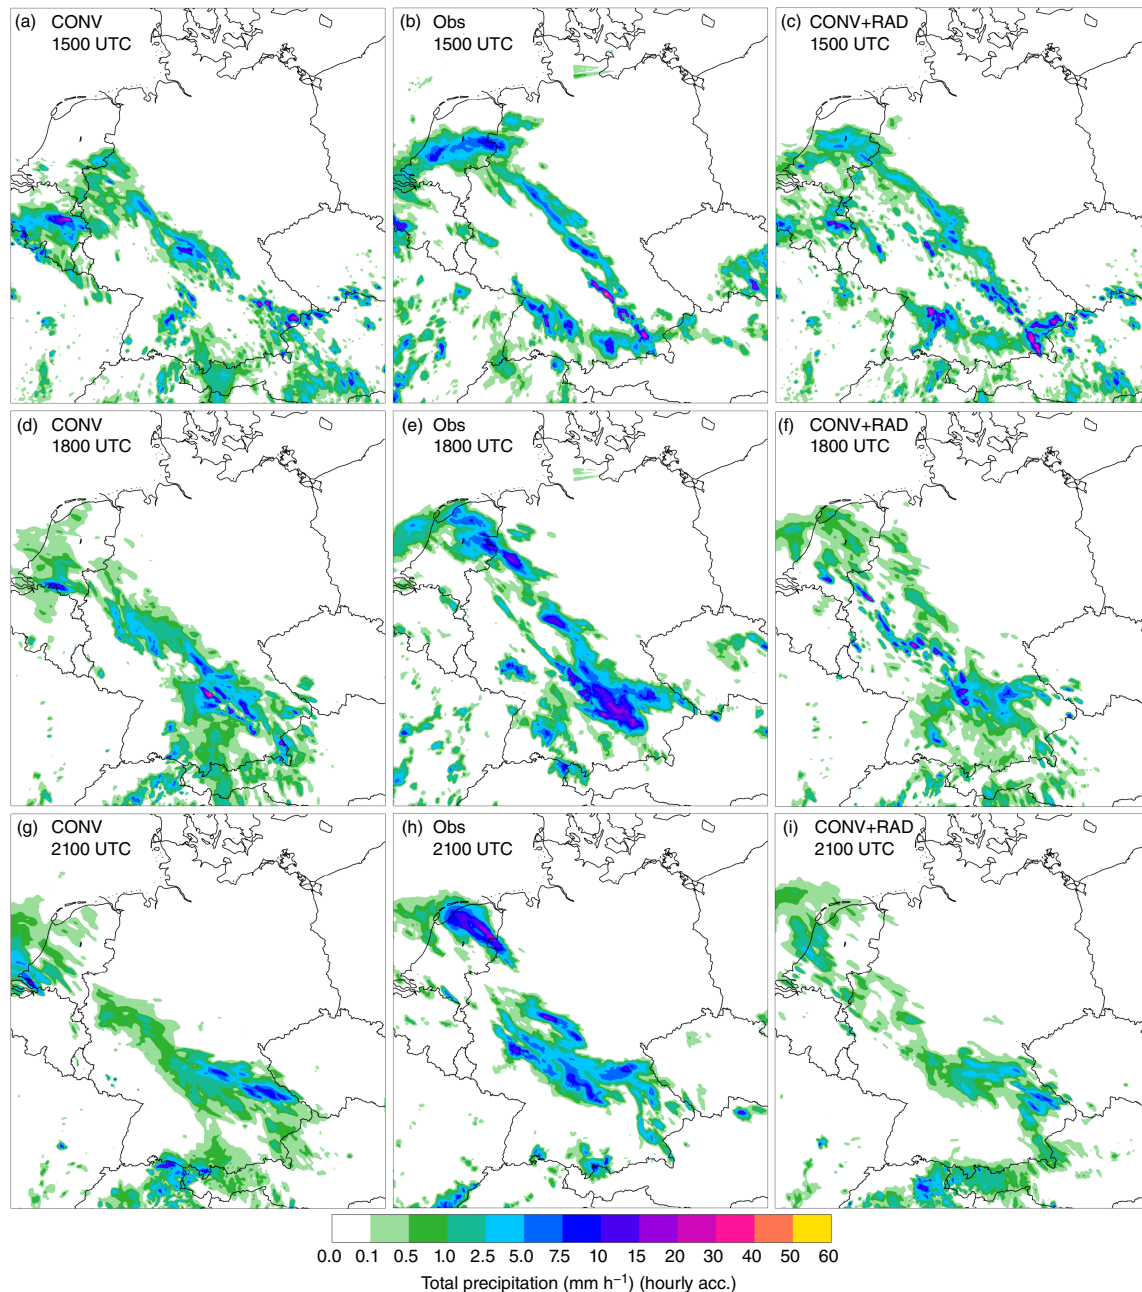 (a) CONV
1500 UTC
(b) Obs
1500 UTC
(c) CONV+RAD
1500 UTC
(d) CONV
1800 UTC
(e) Obs
1800 UTC
(f) CONV+RAD
1800 UTC
(g) CONV
2100 UTC
(h) Obs
2100 UTC
(i) CONV+RAD
2100 UTC
0.0 0.1 0.5 1.0 2.5 5.0 7.5 10 15 20 30 40 50 60
Total precipitation (mm h⁻¹) (hourly acc.)